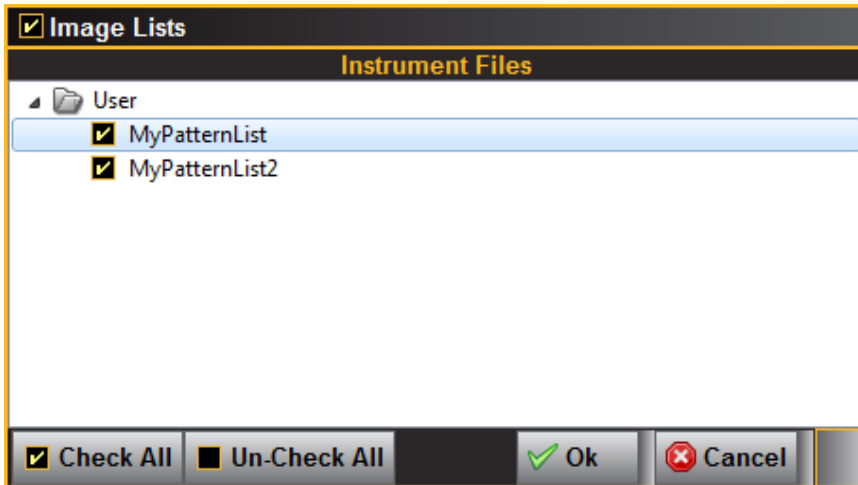 Image Lists
Instrument Files
User
MyPatternList
MyPatternList2
Check All Un-Check All Ok Cancel